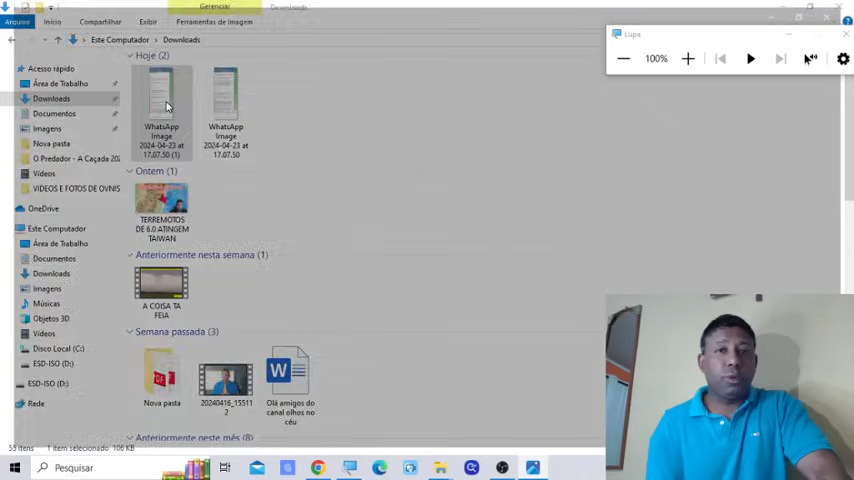 Gerenciar
Downloads
Arquivo
Início
Compartilhar
Exibir
Ferramentas de Imagem
Este Computador
Downloads
Lupa
100%
Acesso rápido
Área de Trabalho
Downloads
Documentos
Imagens
Nova pasta
O Predador - A Caçada 202
Vídeos
VIDEOS E FOTOS DE OVNIS
OneDrive
Este Computador
Área de Trabalho
Documentos
Downloads
Imagens
Músicas
Objetos 3D
Vídeos
Disco Local (C:)
ESD-ISO (D:)
ESD-ISO (D:)
Rede
Hoje (2)
WhatsApp
Image
2024-04-23 at
17.07.50 (1)
WhatsApp
Image
2024-04-23 at
17.07.50
Ontem (1)
TERREMOTOS
DE 6.0 ATINGEM
TAIWAN
Anteriormente nesta semana (1)
A COISA TA
FEIA
Semana passada (3)
Nova pasta
20240416_15511
2
W
Olá amigos do
canal olhos no
céu
Anteriormente neste mês (8)
53 itens
1 item selecionado 106 KB
Pesquisar